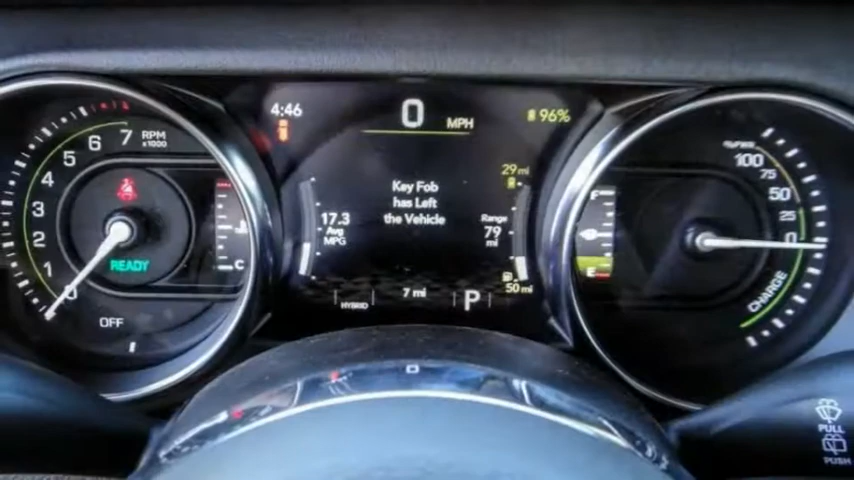 4:46
0 MPH
96%
7 RPM x1000
6
5
4
3
2
1
0
READY
OFF
H
C
17.3
Avg
MPG
Key Fob
has Left
the Vehicle
29 mi
Range
79
mi
50 mi
HYBRID
7 mi
P
F
E
%PWR
100
75
50
25
0
CHARGE
PULL
PUSH